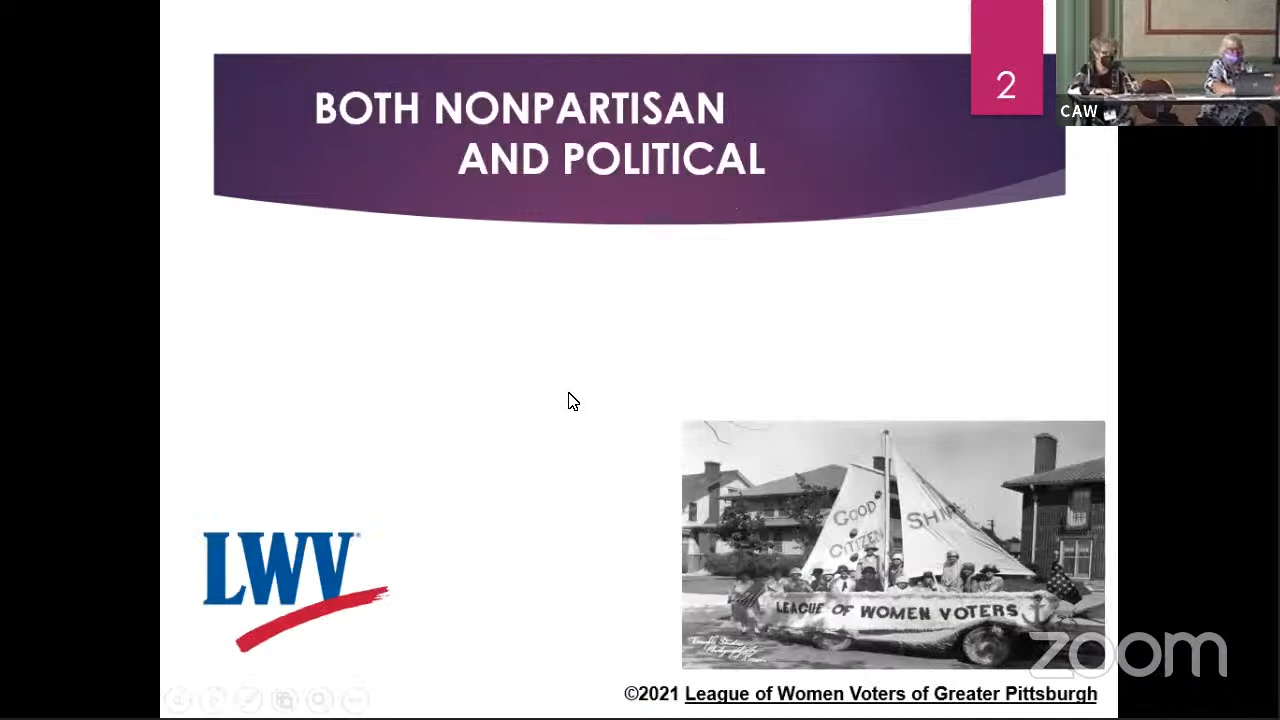 BOTH NONPARTISAN
AND POLITICAL
2
CAW
GOOD
CITIZEN
SHIP
LEAGUE OF WOMEN VOTERS
LWV
zoom
©2021 League of Women Voters of Greater Pittsburgh